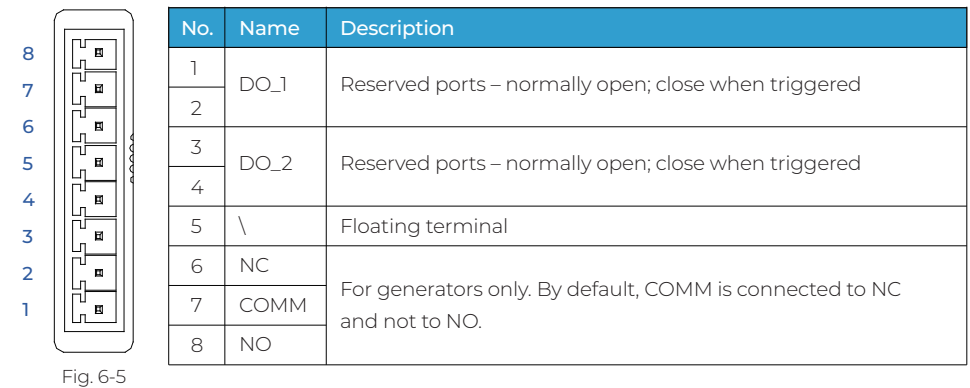 8
7
6
5
4
3
2
1
Fig. 6-5
No. Name Description
1
DO_1 Reserved ports – normally open; close when triggered
2
3
DO_2 Reserved ports – normally open; close when triggered
4
5 \ Floating terminal
6 NC
7 COMM
8 NO
For generators only. By default, COMM is connected to NC
and not to NO.